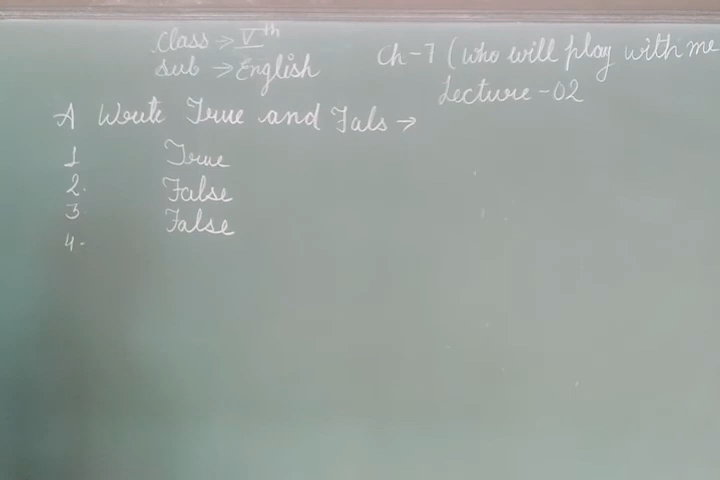 Class → Vth
Sub → English
Ch-7 (Who will play with me
Lecture-02
A Write True and Fals →
1 True
2. False
3 False
4-